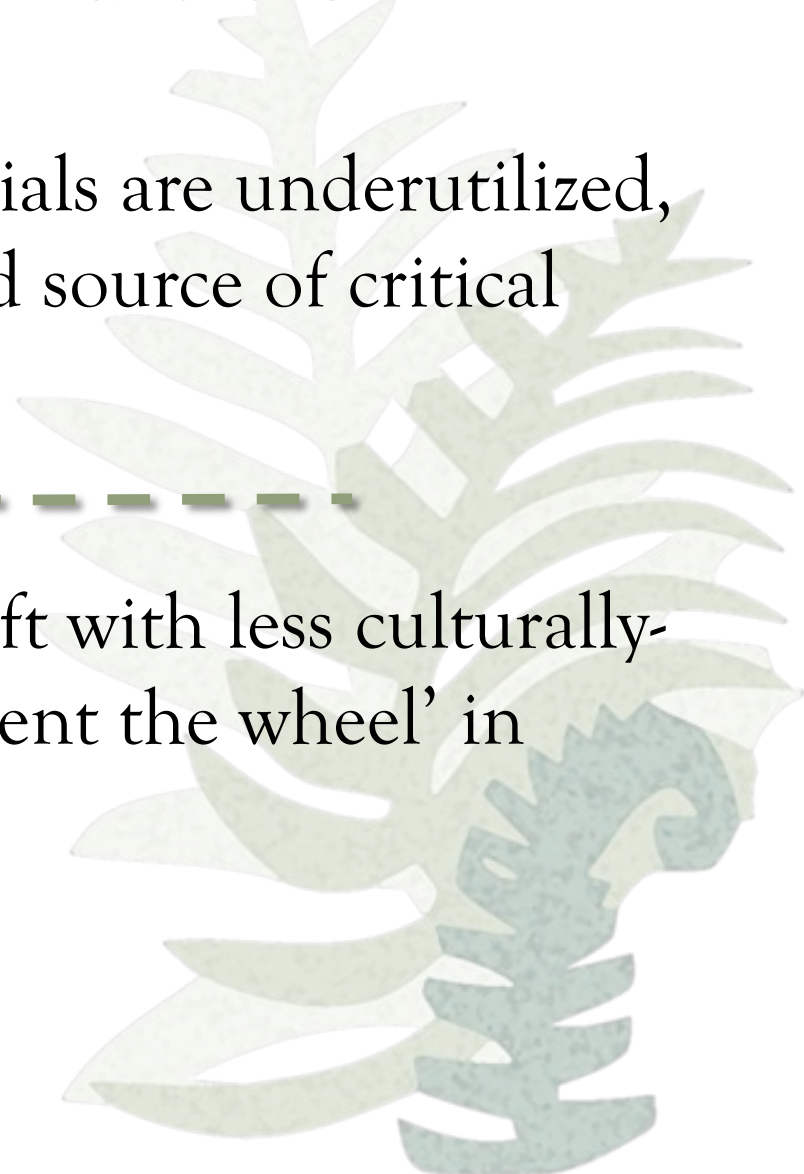 ials are underutilized,
d source of critical
ft with less culturally-
ent the wheel’ in